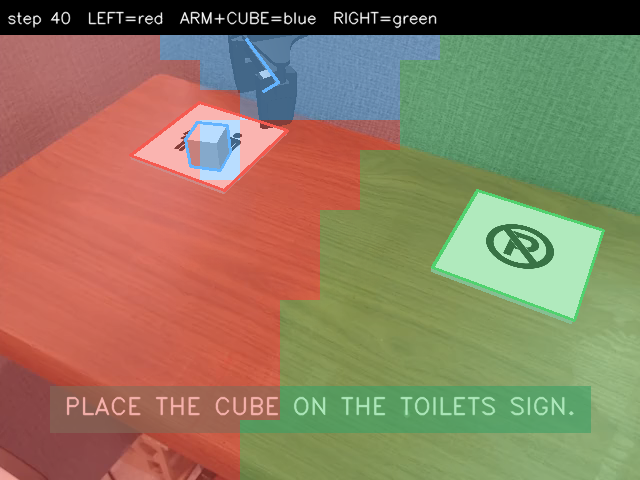 step 40 LEFT=red ARM+CUBE=blue RIGHT=green
PLACE THE CUBE ON THE TOILETS SIGN.